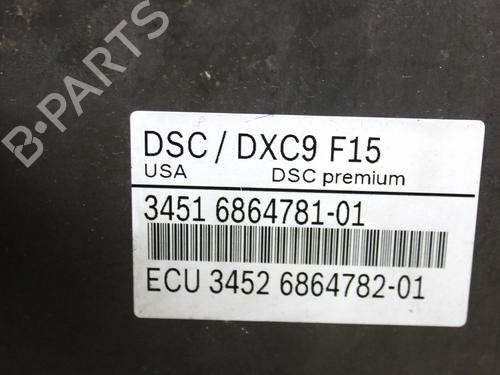 B-PARTS
DSC / DXC9 F15
USA DSC premium
3451 6864781-01
ECU 3452 6864782-01